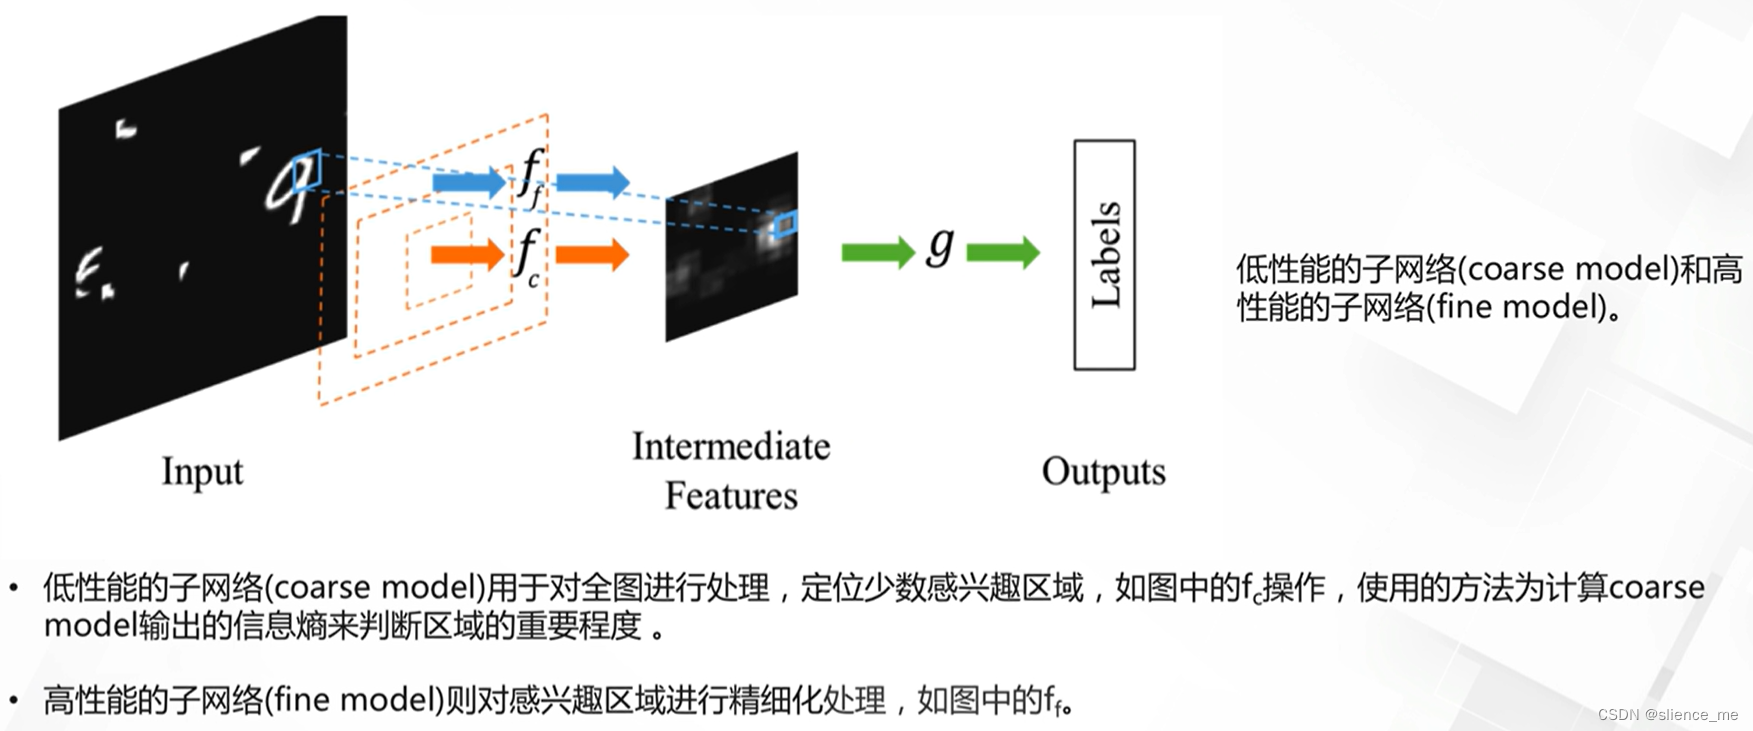 f_f
f_c
g
Labels
Input
Intermediate
Features
Outputs
低性能的子网络(coarse model)和高
性能的子网络(fine model)。
• 低性能的子网络(coarse model)用于对全图进行处理，定位少数感兴趣区域，如图中的f_c操作，使用的方法为计算coarse
model输出的信息熵来判断区域的重要程度 。
• 高性能的子网络(fine model)则对感兴趣区域进行精细化处理，如图中的f_f。
CSDN @slience_me